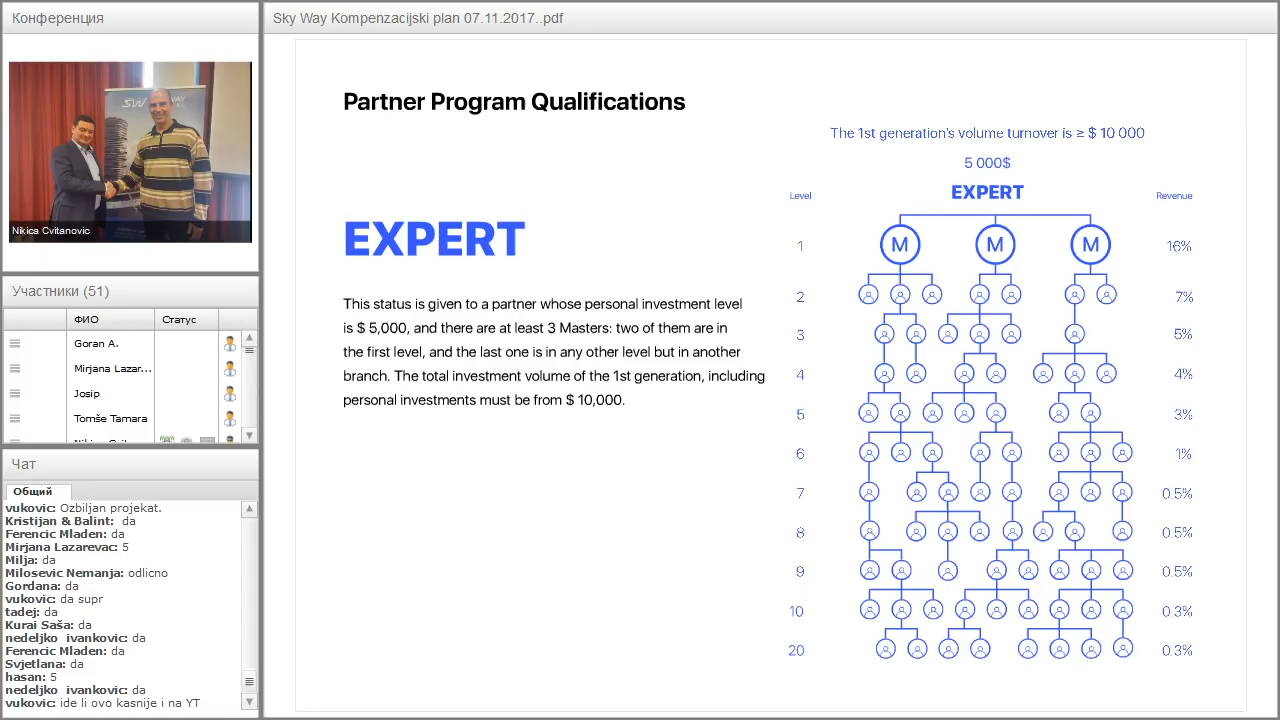 Конференция
Nikica Cvitanovic
Участники (51)
ФИО
Статус
Goran A.
Mirjana Lazar...
Josip
Tomše Tamara
Чат
Общий
vukovic: Ozbiljan projekat.
Kristijan & Balint: da
Ferencic Mladen: da
Mirjana Lazarevac: 5
Milja: da
Milosevic Nemanja: odlicno
Gordana: da
vukovic: da supr
tadej: da
Kurai Saša: da
nedeljko ivankovic: da
Ferencic Mladen: da
Svjetlana: da
hasan: 5
nedeljko ivankovic: da
vukovic: ide li ovo kasnije i na YT
Sky Way Kompenzacijski plan 07.11.2017..pdf
Partner Program Qualifications
EXPERT
This status is given to a partner whose personal investment level
is $ 5,000, and there are at least 3 Masters: two of them are in
the first level, and the last one is in any other level but in another
branch. The total investment volume of the 1st generation, including
personal investments must be from $ 10,000.
The 1st generation's volume turnover is ≥ $ 10 000
5 000$
Level
EXPERT
Revenue
1 M M M 16%
2 7%
3 5%
4 4%
5 3%
6 1%
7 0.5%
8 0.5%
9 0.5%
10 0.3%
20 0.3%